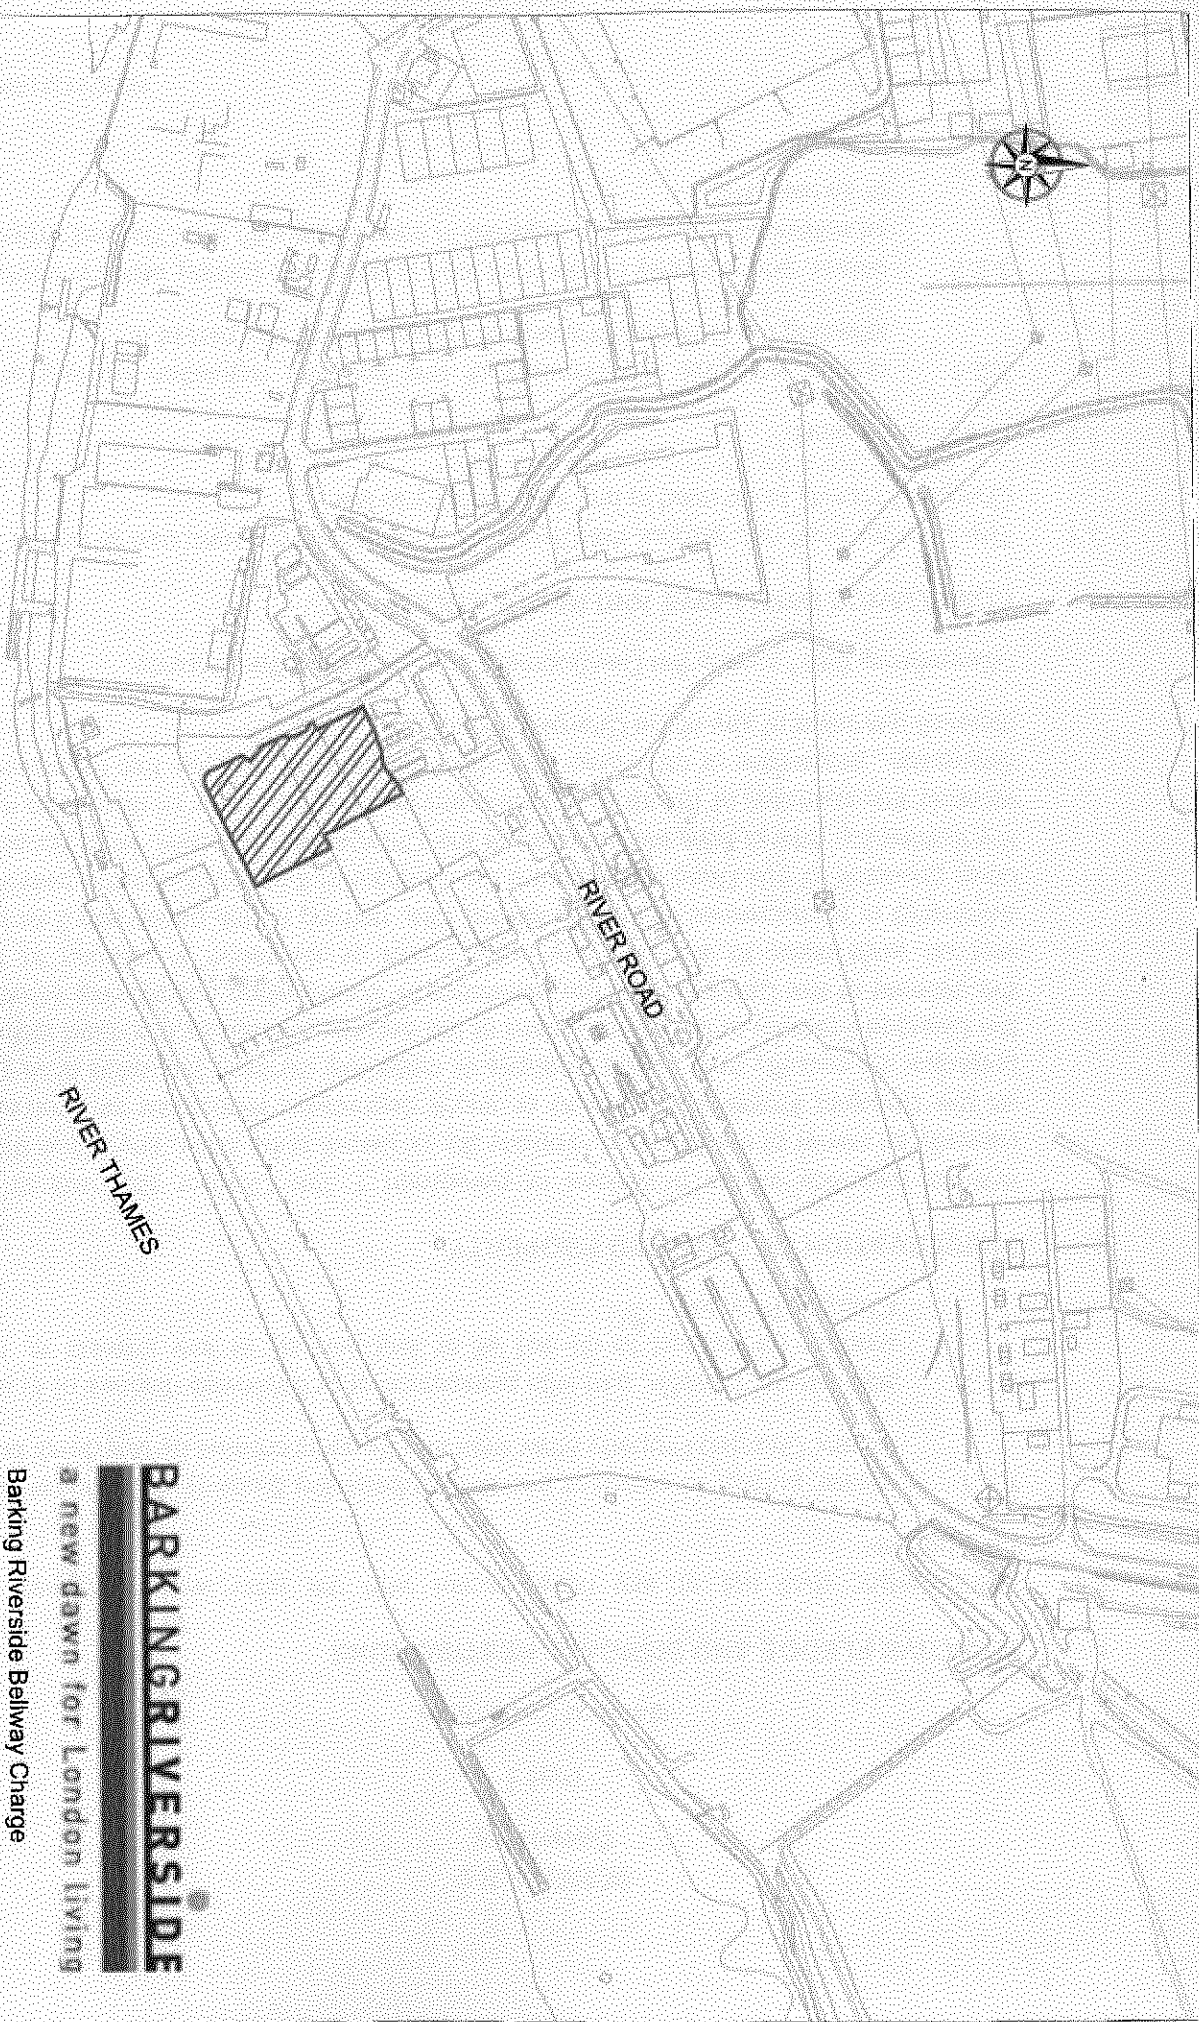 N
RIVER ROAD
RIVER THAMES
BARKINGRIVERSIDE
a new dawn for London living
Barking Riverside Bellway Charge